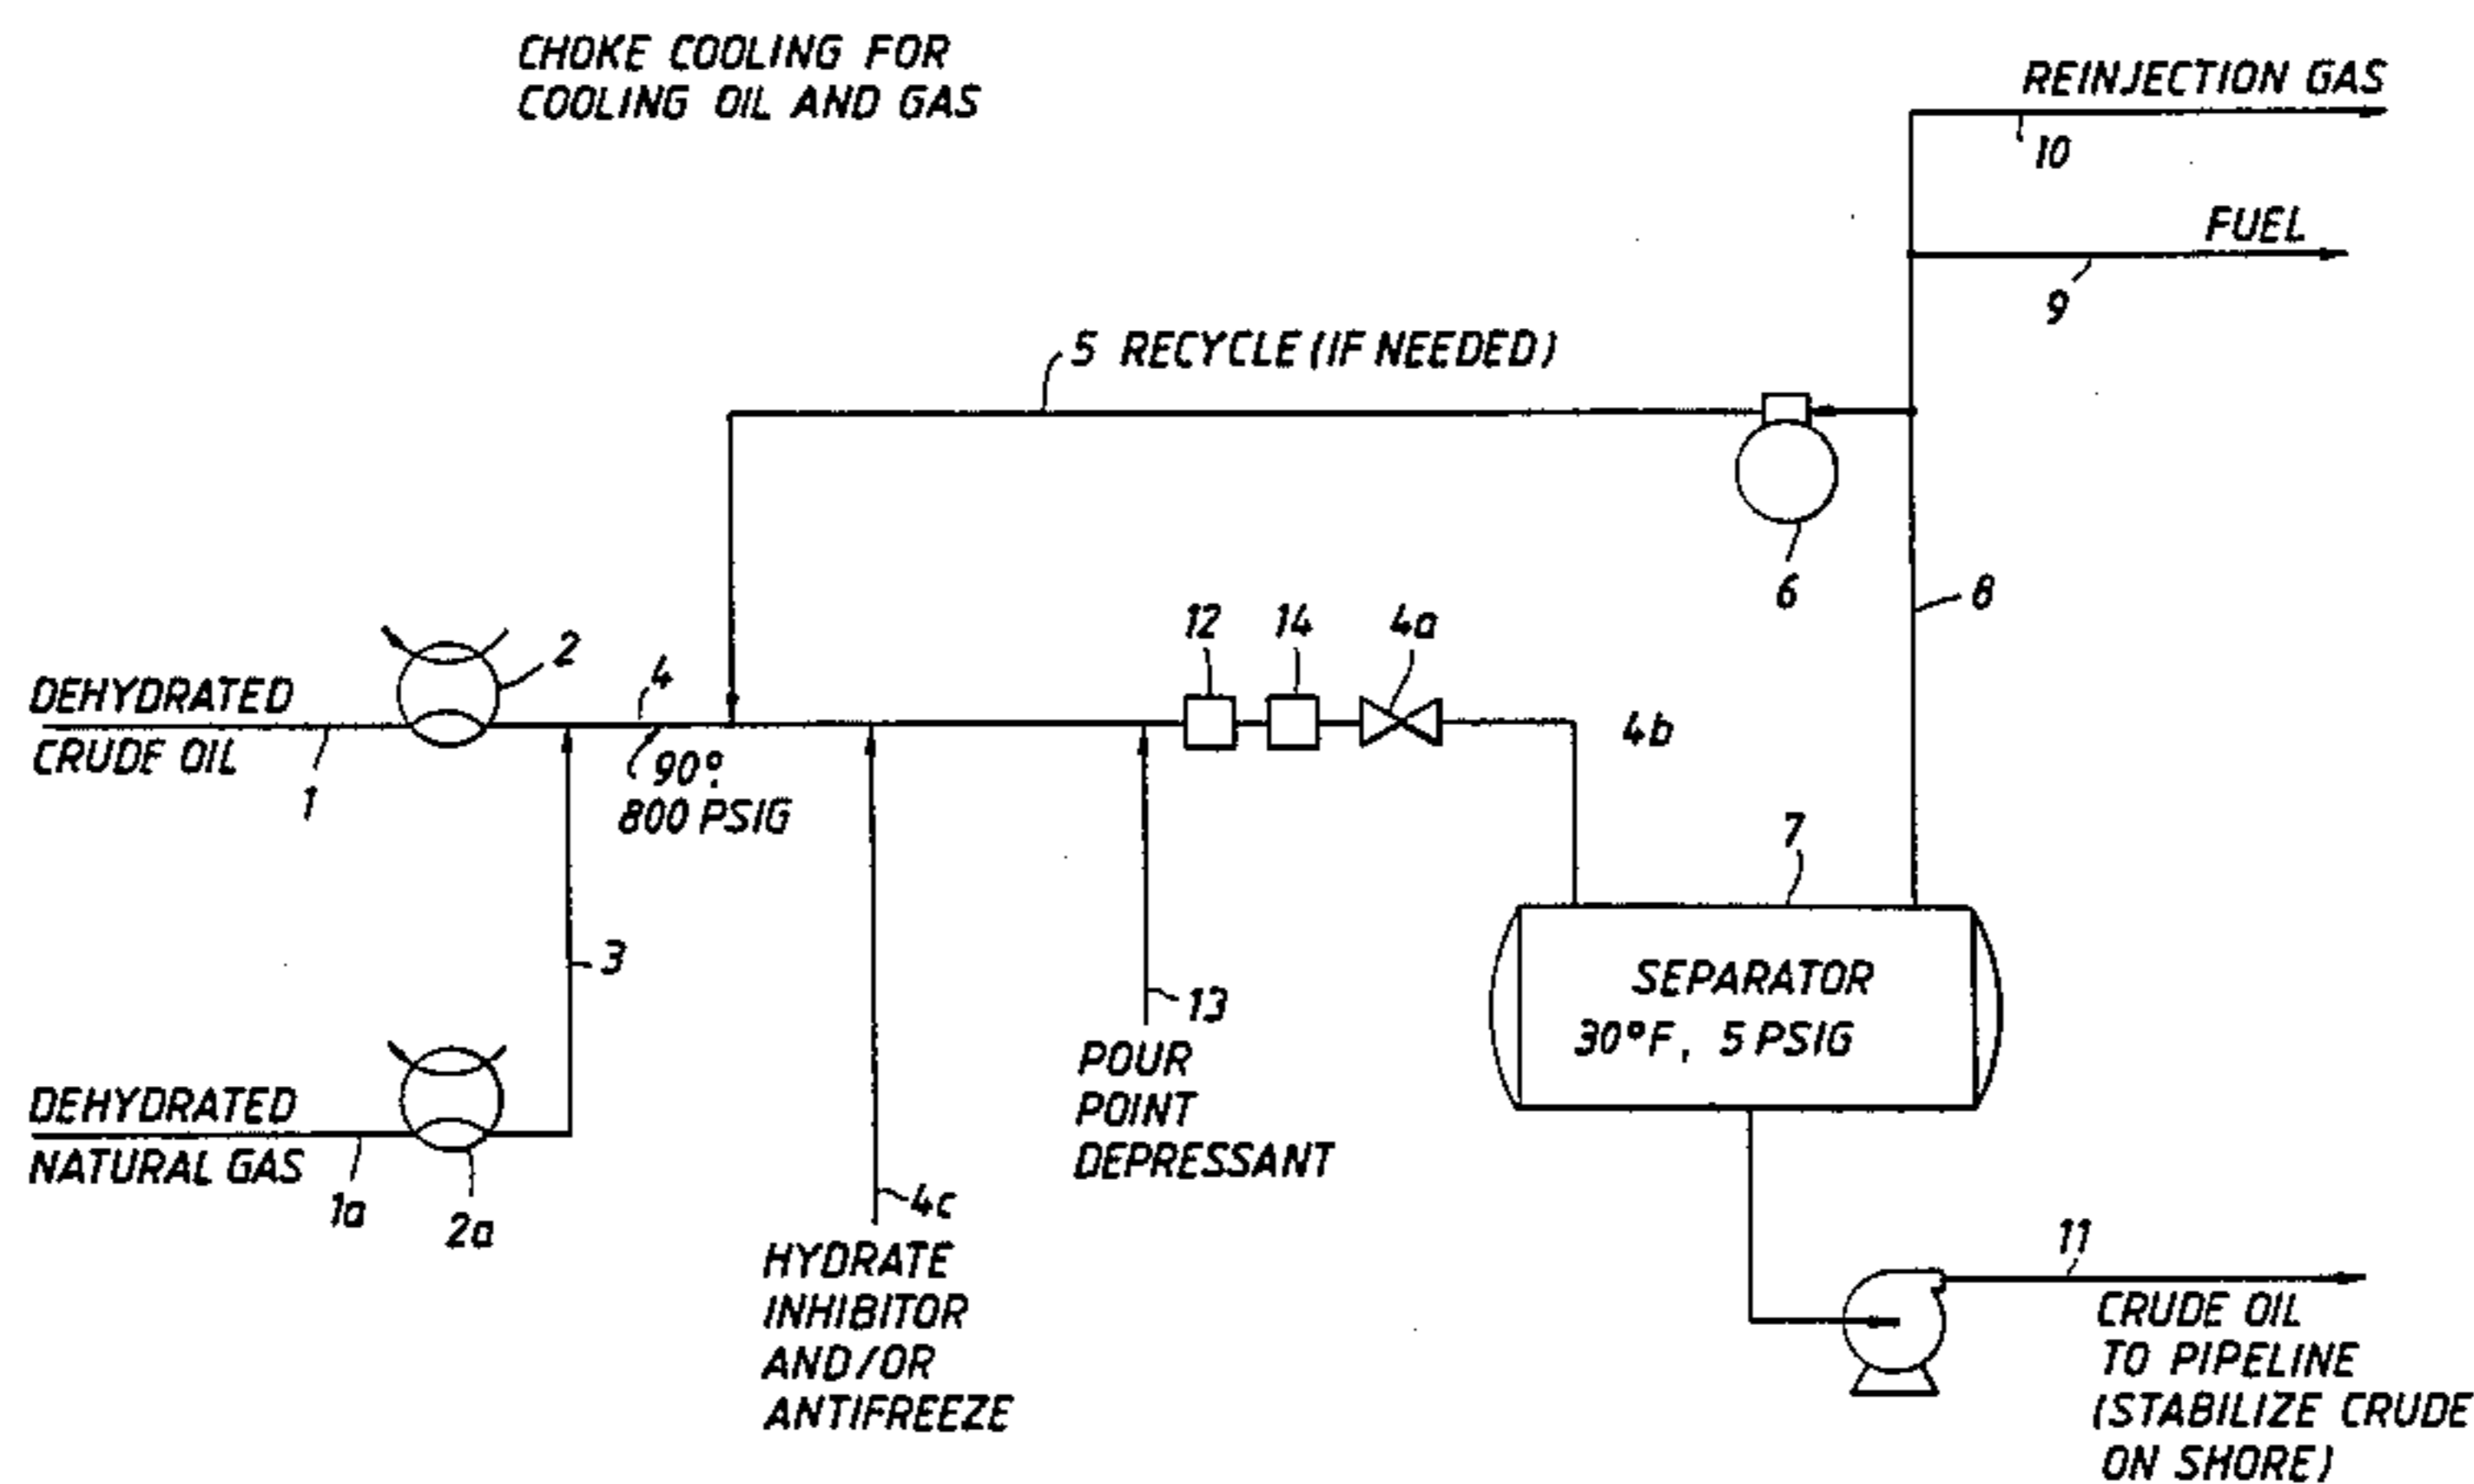 CHOKE COOLING FOR
COOLING OIL AND GAS
REINJECTION GAS
10
FUEL
9
5 RECYCLE (IF NEEDED)
6
8
12
14
4a
2
4
DEHYDRATED
CRUDE OIL
1
90°
800 PSIG
4b
7
3
SEPARATOR
30°F, 5 PSIG
13
POUR
POINT
DEPRESSANT
DEHYDRATED
NATURAL GAS
1a
2a
4c
HYDRATE
INHIBITOR
AND/OR
ANTIFREEZE
11
CRUDE OIL
TO PIPELINE
(STABILIZE CRUDE
ON SHORE)